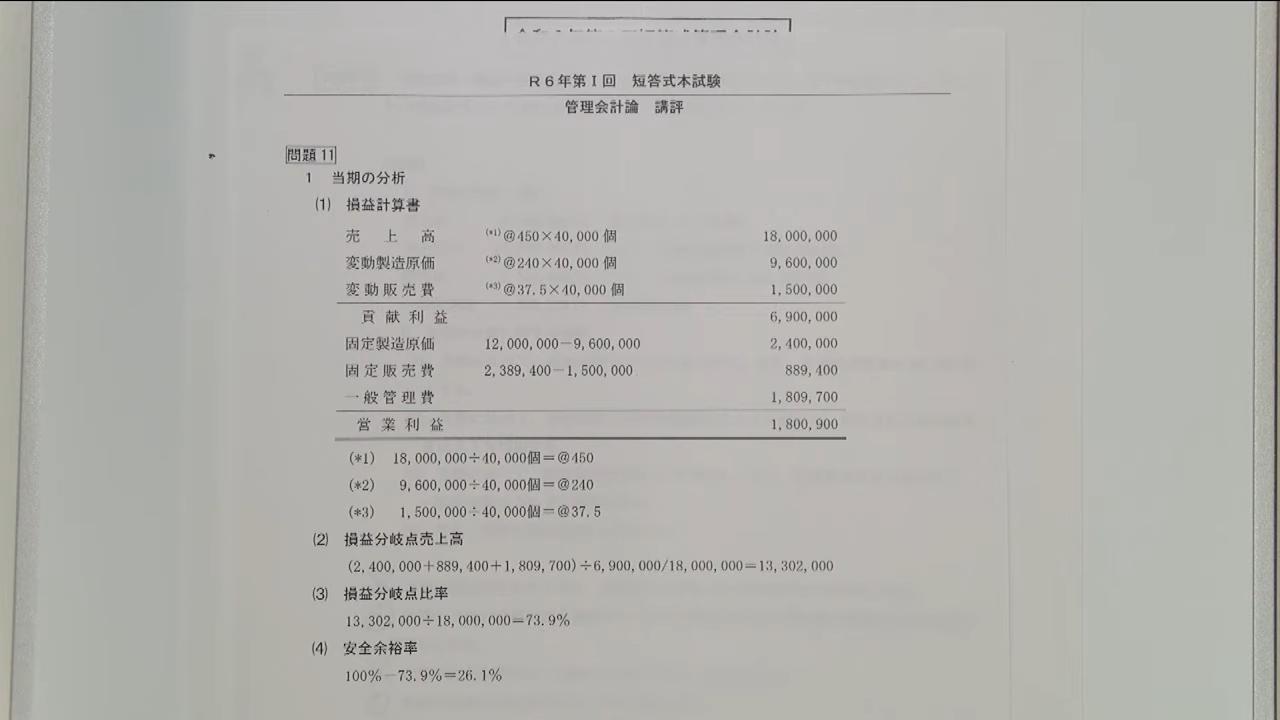 R6年第Ⅰ回 短答式本試験
管理会計論 講評
問題11
1 当期の分析
(1) 損益計算書
売上高 (*1)@450×40,000個 18,000,000
変動製造原価 (*2)@240×40,000個 9,600,000
変動販売費 (*3)@37.5×40,000個 1,500,000
貢献利益 6,900,000
固定製造原価 12,000,000－9,600,000 2,400,000
固定販売費 2,389,400－1,500,000 889,400
一般管理費 1,809,700
営業利益 1,800,900
(*1) 18,000,000÷40,000個＝@450
(*2) 9,600,000÷40,000個＝@240
(*3) 1,500,000÷40,000個＝@37.5
(2) 損益分岐点売上高
(2,400,000＋889,400＋1,809,700)÷6,900,000/18,000,000＝13,302,000
(3) 損益分岐点比率
13,302,000÷18,000,000＝73.9%
(4) 安全余裕率
100%－73.9%＝26.1%